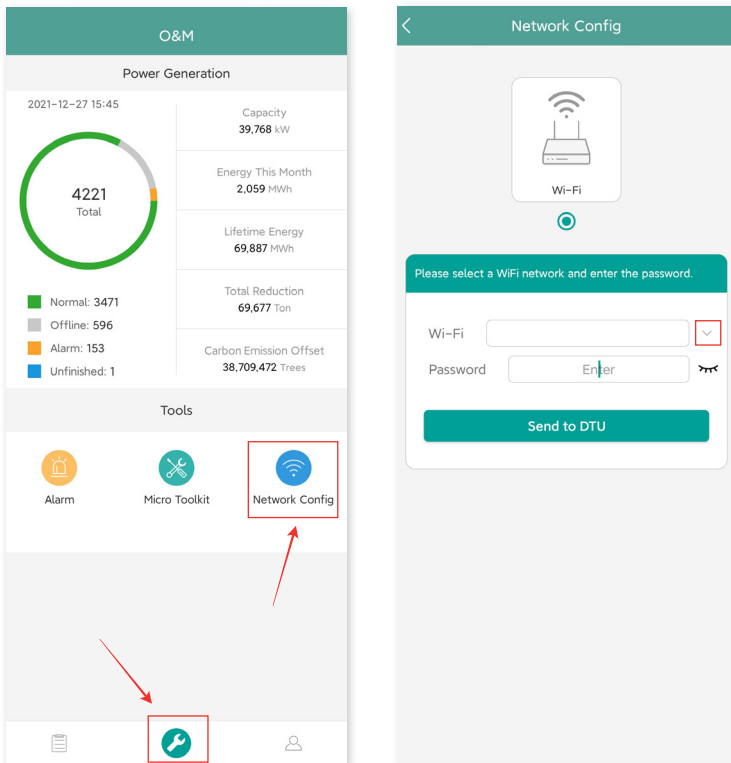 O&M
Power Generation
2021-12-27 15:45
4221
Total
Capacity
39,768 kW
Energy This Month
2,059 MWh
Lifetime Energy
69,887 MWh
Total Reduction
69,677 Ton
Carbon Emission Offset
38,709,472 Trees
Normal: 3471
Offline: 596
Alarm: 153
Unfinished: 1
Tools
Alarm
Micro Toolkit
Network Config
Network Config
Wi-Fi
Please select a WiFi network and enter the password.
Wi-Fi
Password
Enter
Send to DTU